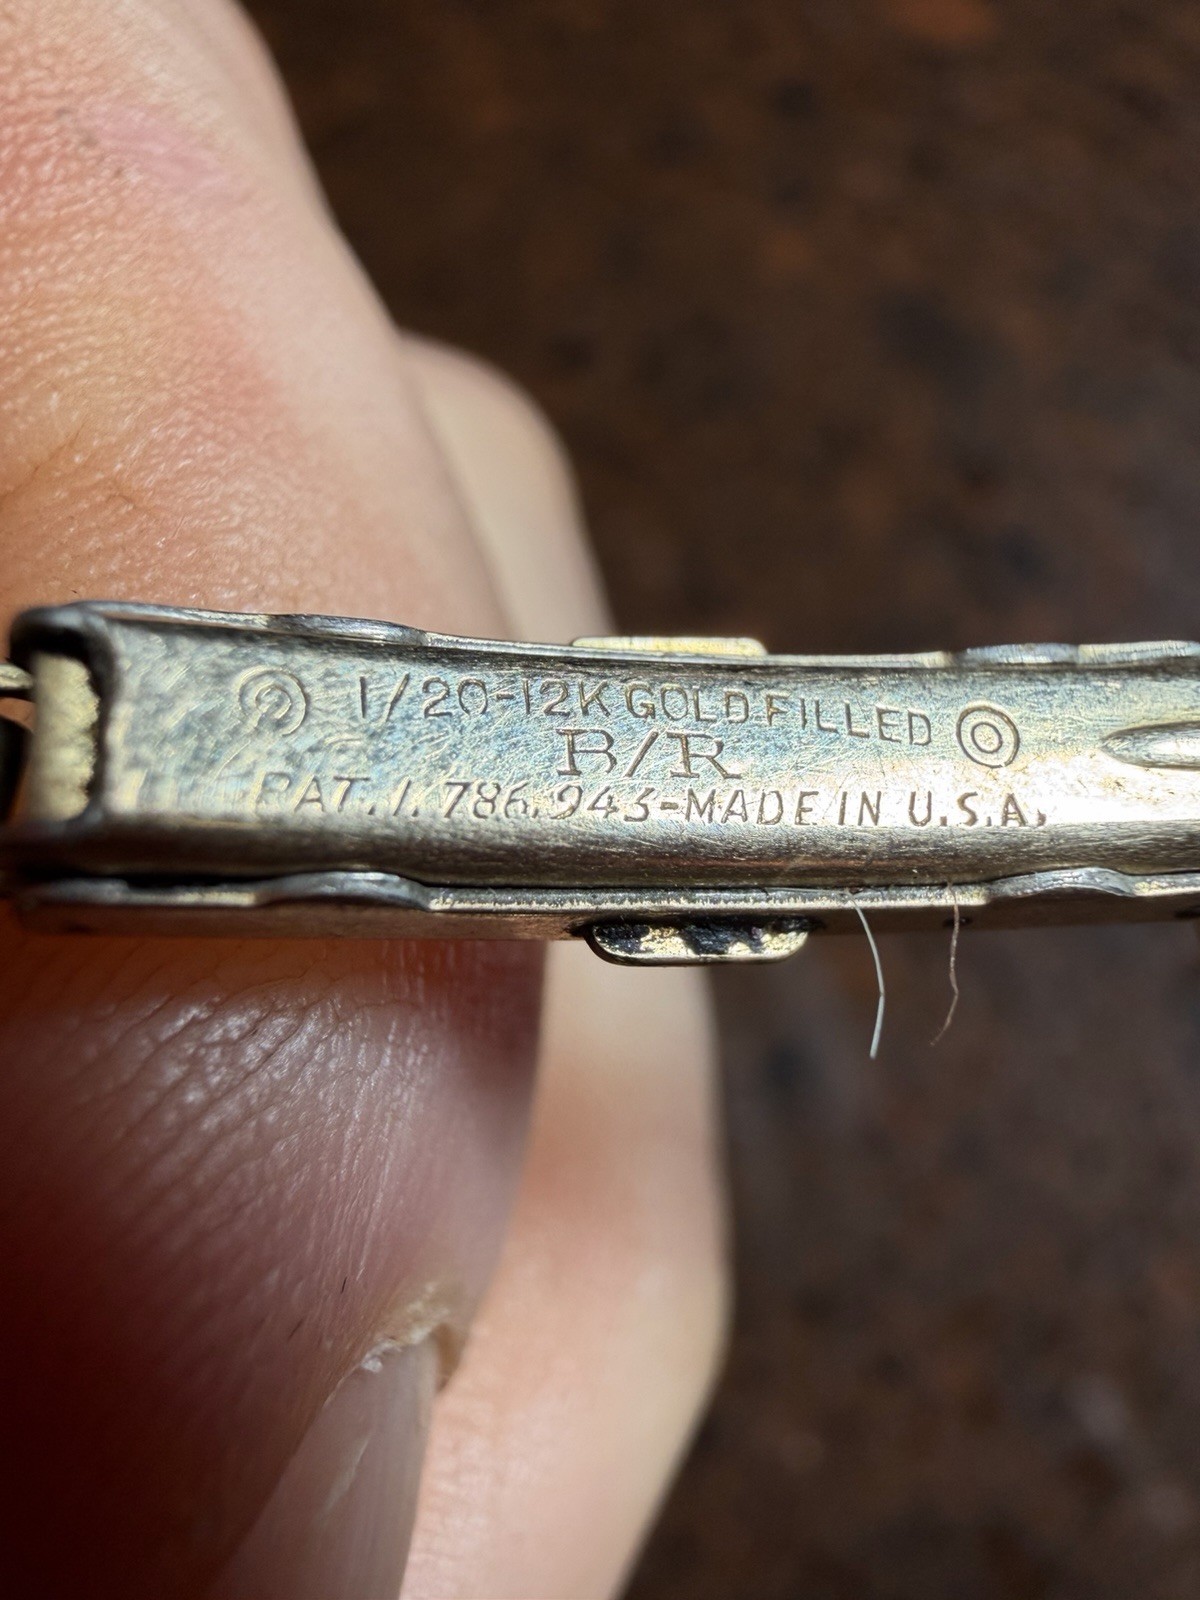 1/20-12K GOLD FILLED
B/R
PAT. 1.786.943-MADE IN U.S.A.